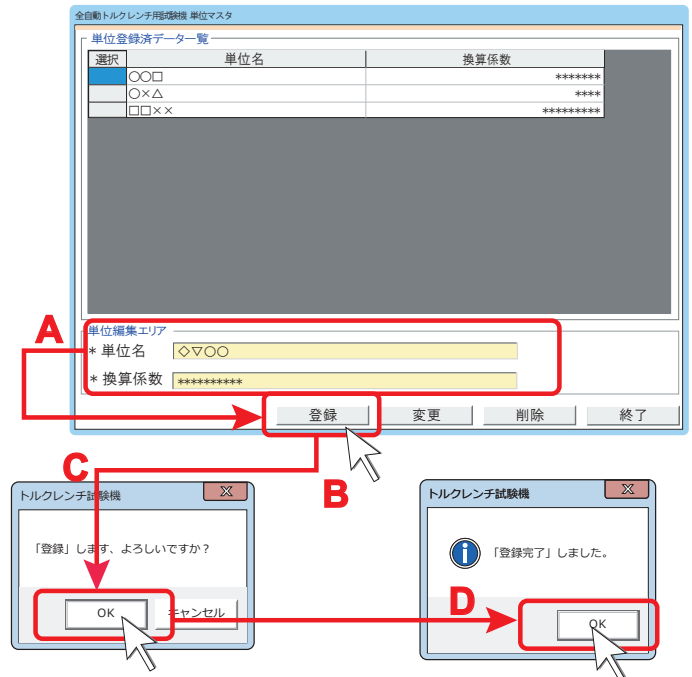 全自動トルクレンチ用試験機 単位マスタ
単位登録済データ一覧
選択 単位名 換算係数
○○□ *******
○×△ ****
□□×× *********
A
単位編集エリア
* 単位名 ◇▽○○
* 換算係数 **********
登録 変更 削除 終了
B
C
トルクレンチ試験機
「登録」します、よろしいですか？
OK キャンセル
トルクレンチ試験機
「登録完了」しました。
D
OK